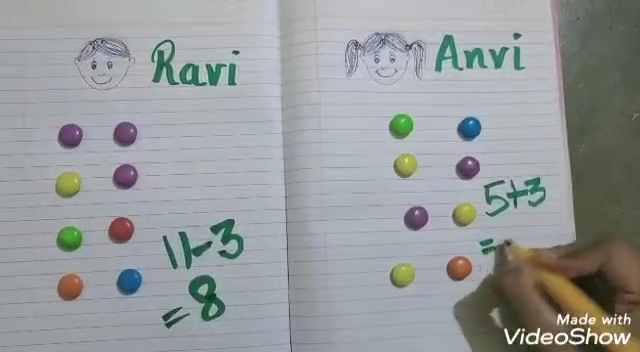 Ravi
11-3
=8
Anvi
5+3
=
Made with
VideoShow